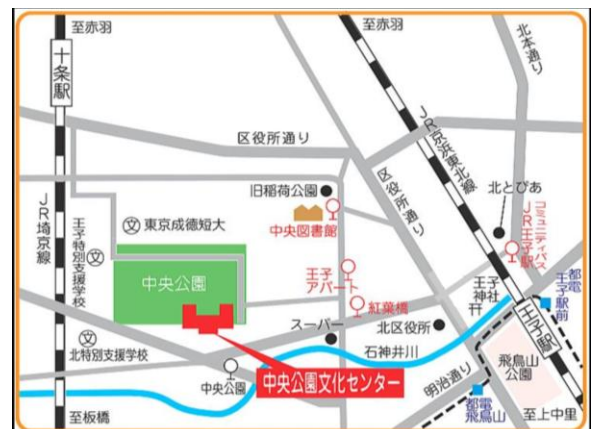 至赤羽
至赤羽
北本通り
十条駅
JR京浜東北線
区役所通り
区役所通り
旧稲荷公園
北とぴあ
コミュニティバス
JR王子駅
東京成徳短大
中央図書館
JR埼京線
王子特別支援学校
文
文
文
中央公園
王子
アパート
紅葉橋
王子
神社
都電
王子駅前
王子駅
スーパー
北区役所
石神井川
北特別支援学校
中央公園
中央公園文化センター
飛鳥山
公園
明治通り
都電
飛鳥山
至板橋
至上中里